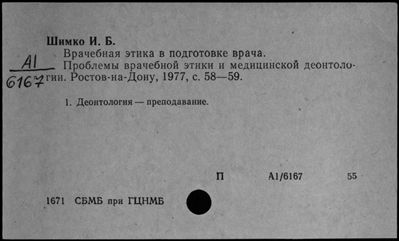 Шимко И. Б.
Врачебная этика в подготовке врача.
А1 Проблемы врачебной этики и медицинской деонтоло-
6167 гии. Ростов-на-Дону, 1977, с. 58—59.
1. Деонтология — преподавание.
П А1/6167 55
1671 СБМБ при ГЦНМБ